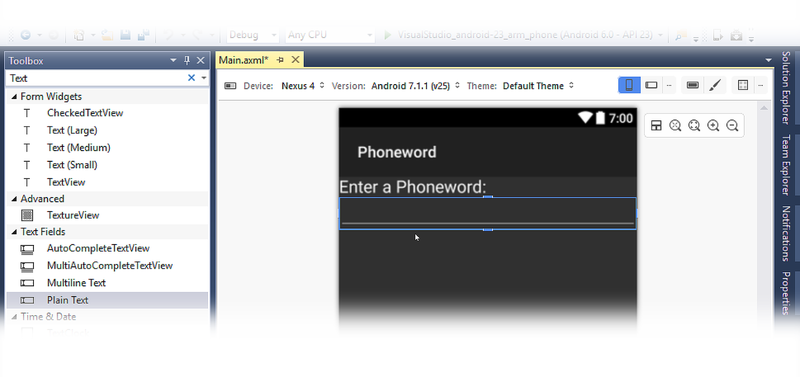 Debug Any CPU VisualStudio_android-23_arm_phone (Android 6.0 - API 23)
Toolbox
Main.axml*
Text
Device: Nexus 4 Version: Android 7.1.1 (v25) Theme: Default Theme
Form Widgets
CheckedTextView
Text (Large)
Text (Medium)
Text (Small)
TextView
Advanced
TextureView
Text Fields
AutoCompleteTextView
MultiAutoCompleteTextView
Multiline Text
Plain Text
Time & Date
7:00
Phoneword
Enter a Phoneword:
Solution Explorer
Team Explorer
Notifications
Properties